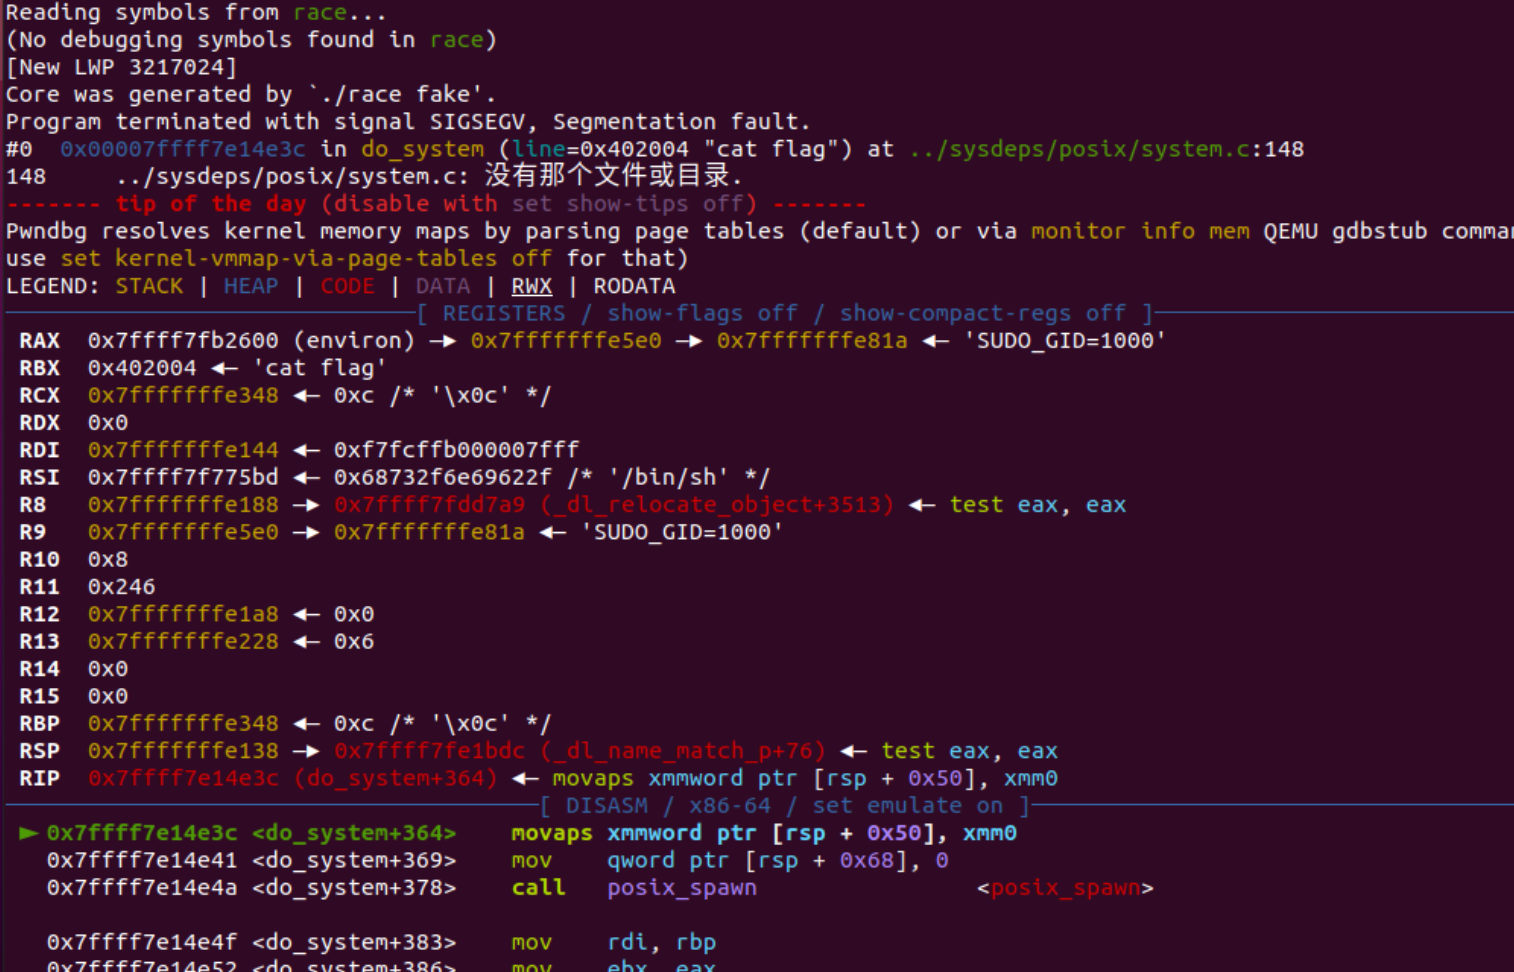 Reading symbols from race...
(No debugging symbols found in race)
[New LWP 3217024]
Core was generated by `./race fake'.
Program terminated with signal SIGSEGV, Segmentation fault.
#0  0x00007ffff7e14e3c in do_system (line=0x402004 "cat flag") at ../sysdeps/posix/system.c:148
148     ../sysdeps/posix/system.c: 没有那个文件或目录.
------- tip of the day (disable with set show-tips off) -------
Pwndbg resolves kernel memory maps by parsing page tables (default) or via monitor info mem QEMU gdbstub
use set kernel-vmmap-via-page-tables off for that)
LEGEND: STACK | HEAP | CODE | DATA | RWX | RODATA
[ REGISTERS / show-flags off / show-compact-regs off ]
RAX  0x7ffff7fb2600 (environ) —▸ 0x7fffffffe5e0 —▸ 0x7fffffffe81a ◂— 'SUDO_GID=1000'
RBX  0x402004 ◂— 'cat flag'
RCX  0x7fffffffe348 ◂— 0xc /* '\x0c' */
RDX  0x0
RDI  0x7fffffffe144 ◂— 0xf7fcffb000007fff
RSI  0x7ffff7f775bd ◂— 0x68732f6e69622f /* '/bin/sh' */
R8   0x7fffffffe188 —▸ 0x7ffff7fdd7a9 (_dl_relocate_object+3513) ◂— test eax, eax
R9   0x7fffffffe5e0 —▸ 0x7fffffffe81a ◂— 'SUDO_GID=1000'
R10  0x8
R11  0x246
R12  0x7fffffffe1a8 ◂— 0x0
R13  0x7fffffffe228 ◂— 0x6
R14  0x0
R15  0x0
RBP  0x7fffffffe348 ◂— 0xc /* '\x0c' */
RSP  0x7fffffffe138 —▸ 0x7ffff7fe1bdc (_dl_name_match_p+76) ◂— test eax, eax
RIP  0x7ffff7e14e3c (do_system+364) ◂— movaps xmmword ptr [rsp + 0x50], xmm0
[ DISASM / x86-64 / set emulate on ]
► 0x7ffff7e14e3c <do_system+364>    movaps xmmword ptr [rsp + 0x50], xmm0
0x7ffff7e14e41 <do_system+369>    mov    qword ptr [rsp + 0x68], 0
0x7ffff7e14e4a <do_system+378>    call   posix_spawn                <posix_spawn>
0x7ffff7e14e4f <do_system+383>    mov    rdi, rbp
0x7ffff7e14e52 <do_system+386>    mov    ebx, eax